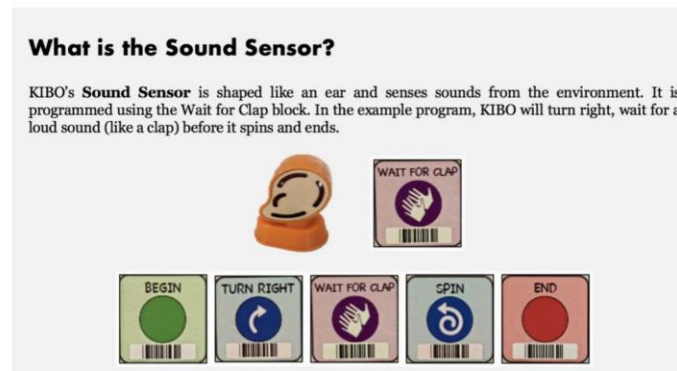 What is the Sound Sensor?
KIBO's Sound Sensor is shaped like an ear and senses sounds from the environment. It is
programmed using the Wait for Clap block. In the example program, KIBO will turn right, wait for a
loud sound (like a clap) before it spins and ends.
WAIT FOR CLAP
BEGIN
TURN RIGHT
WAIT FOR CLAP
SPIN
END